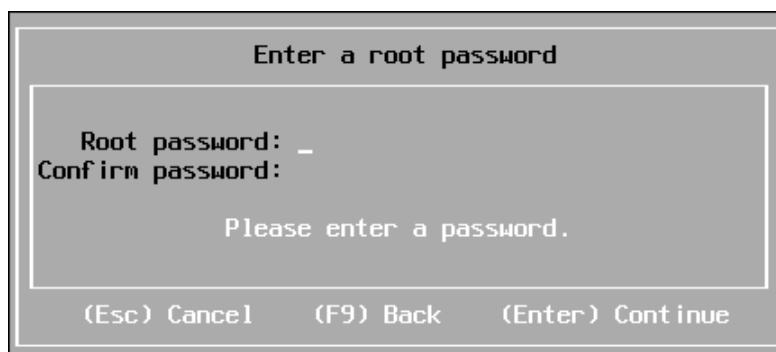 Enter a root password
Root password: _
Confirm password:
Please enter a password.
(Esc) Cancel (F9) Back (Enter) Continue